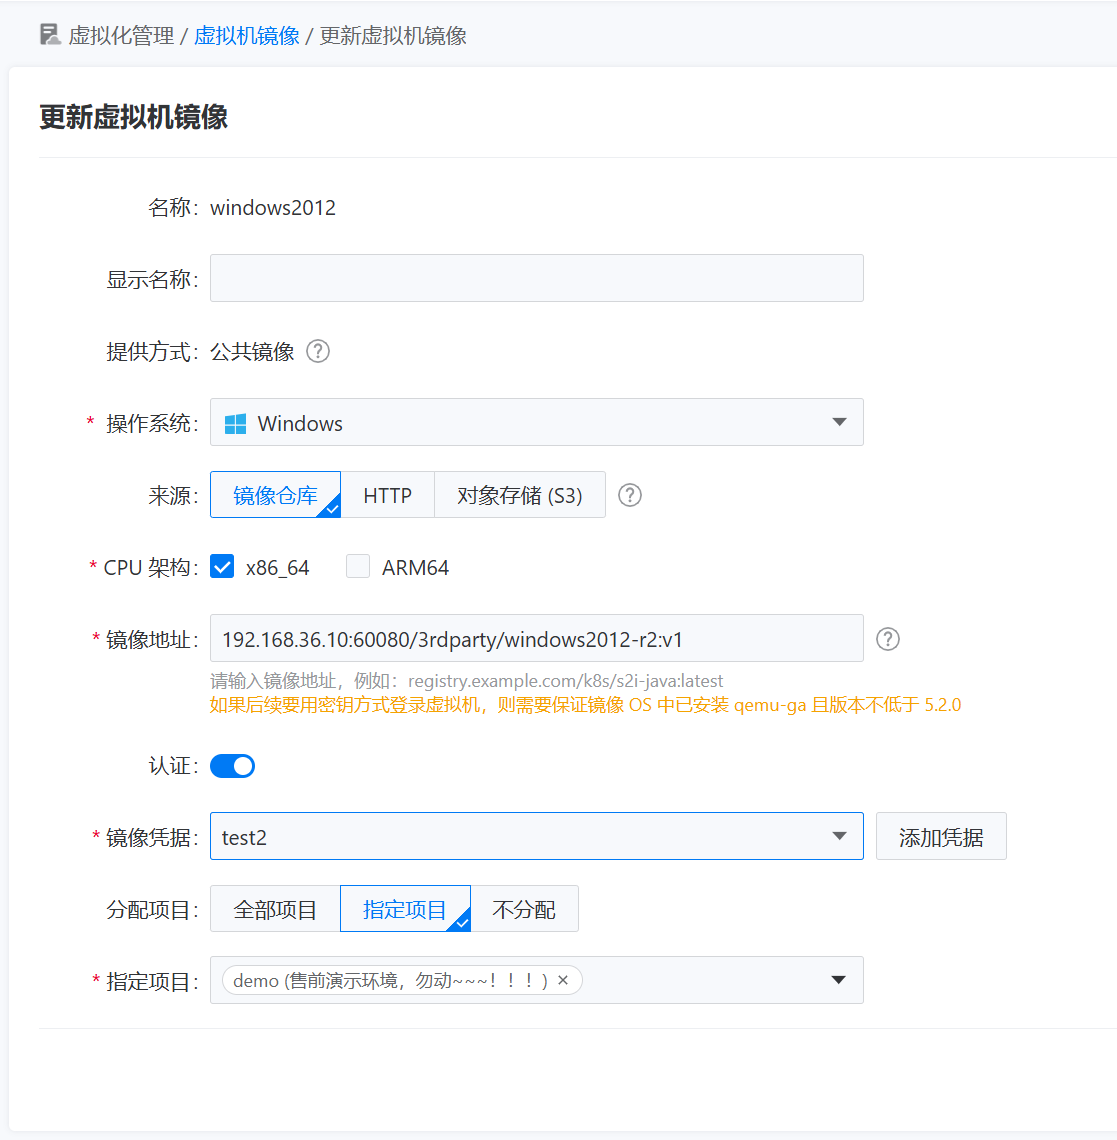 虚拟化管理 / 虚拟机镜像 / 更新虚拟机镜像
更新虚拟机镜像
名称: windows2012
显示名称:
提供方式: 公共镜像 ?
* 操作系统: Windows
来源: 镜像仓库 HTTP 对象存储 (S3) ?
* CPU 架构: x86_64 ARM64
* 镜像地址: 192.168.36.10:60080/3rdparty/windows2012-r2:v1 ?
请输入镜像地址，例如：registry.example.com/k8s/s2i-java:latest
如果后续要用密钥方式登录虚拟机，则需要保证镜像 OS 中已安装 qemu-ga 且版本不低于 5.2.0
认证:
* 镜像凭据: test2 添加凭据
分配项目: 全部项目 指定项目 不分配
* 指定项目: demo (售前演示环境，勿动~~~！！！) ×